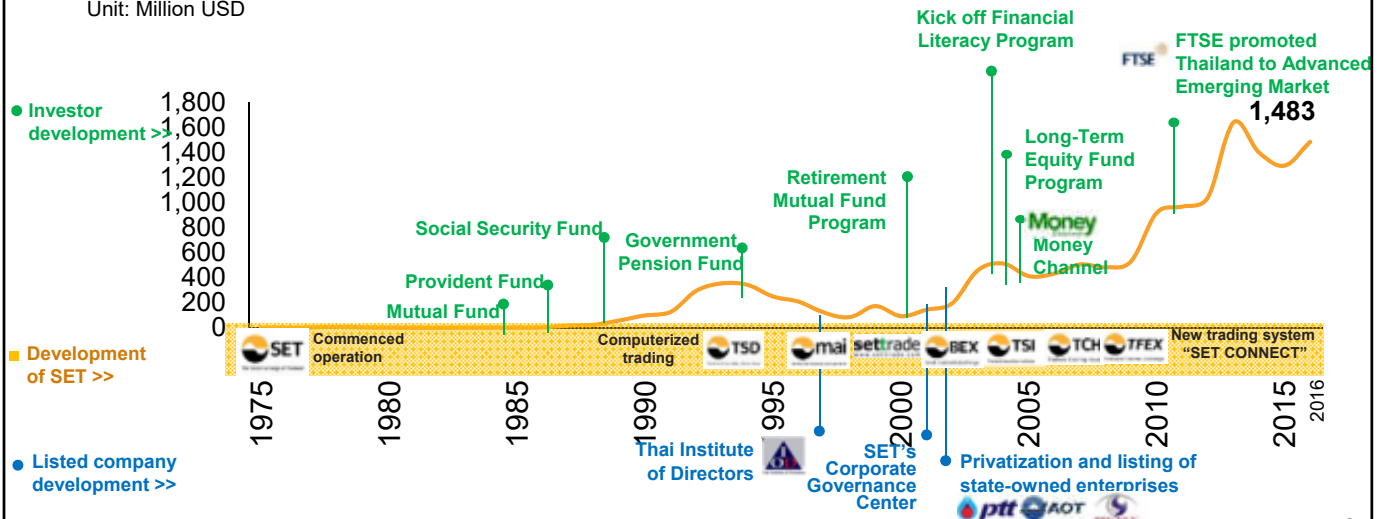 Unit: Million USD
Kick off Financial
Literacy Program
FTSE
FTSE promoted
Thailand to Advanced
Emerging Market
1,483
Investor
development >>
1,800
1,600
1,400
1,200
1,000
800
600
400
200
0
Long-Term
Equity Fund
Program
Retirement
Mutual Fund
Program
Money
Money
Channel
Social Security Fund
Government
Pension Fund
Provident Fund
Mutual Fund
Development
of SET >>
SET
Commenced
operation
Computerized
trading
TSD
mai
settrade
BEX
TSI
TCH
TFEX
New trading system
“SET CONNECT”
1975
1980
1985
1990
1995
2000
2005
2010
2015
2016
Listed company
development >>
Thai Institute
of Directors
SET's
Corporate
Governance
Center
Privatization and listing of
state-owned enterprises
ptt
AOT